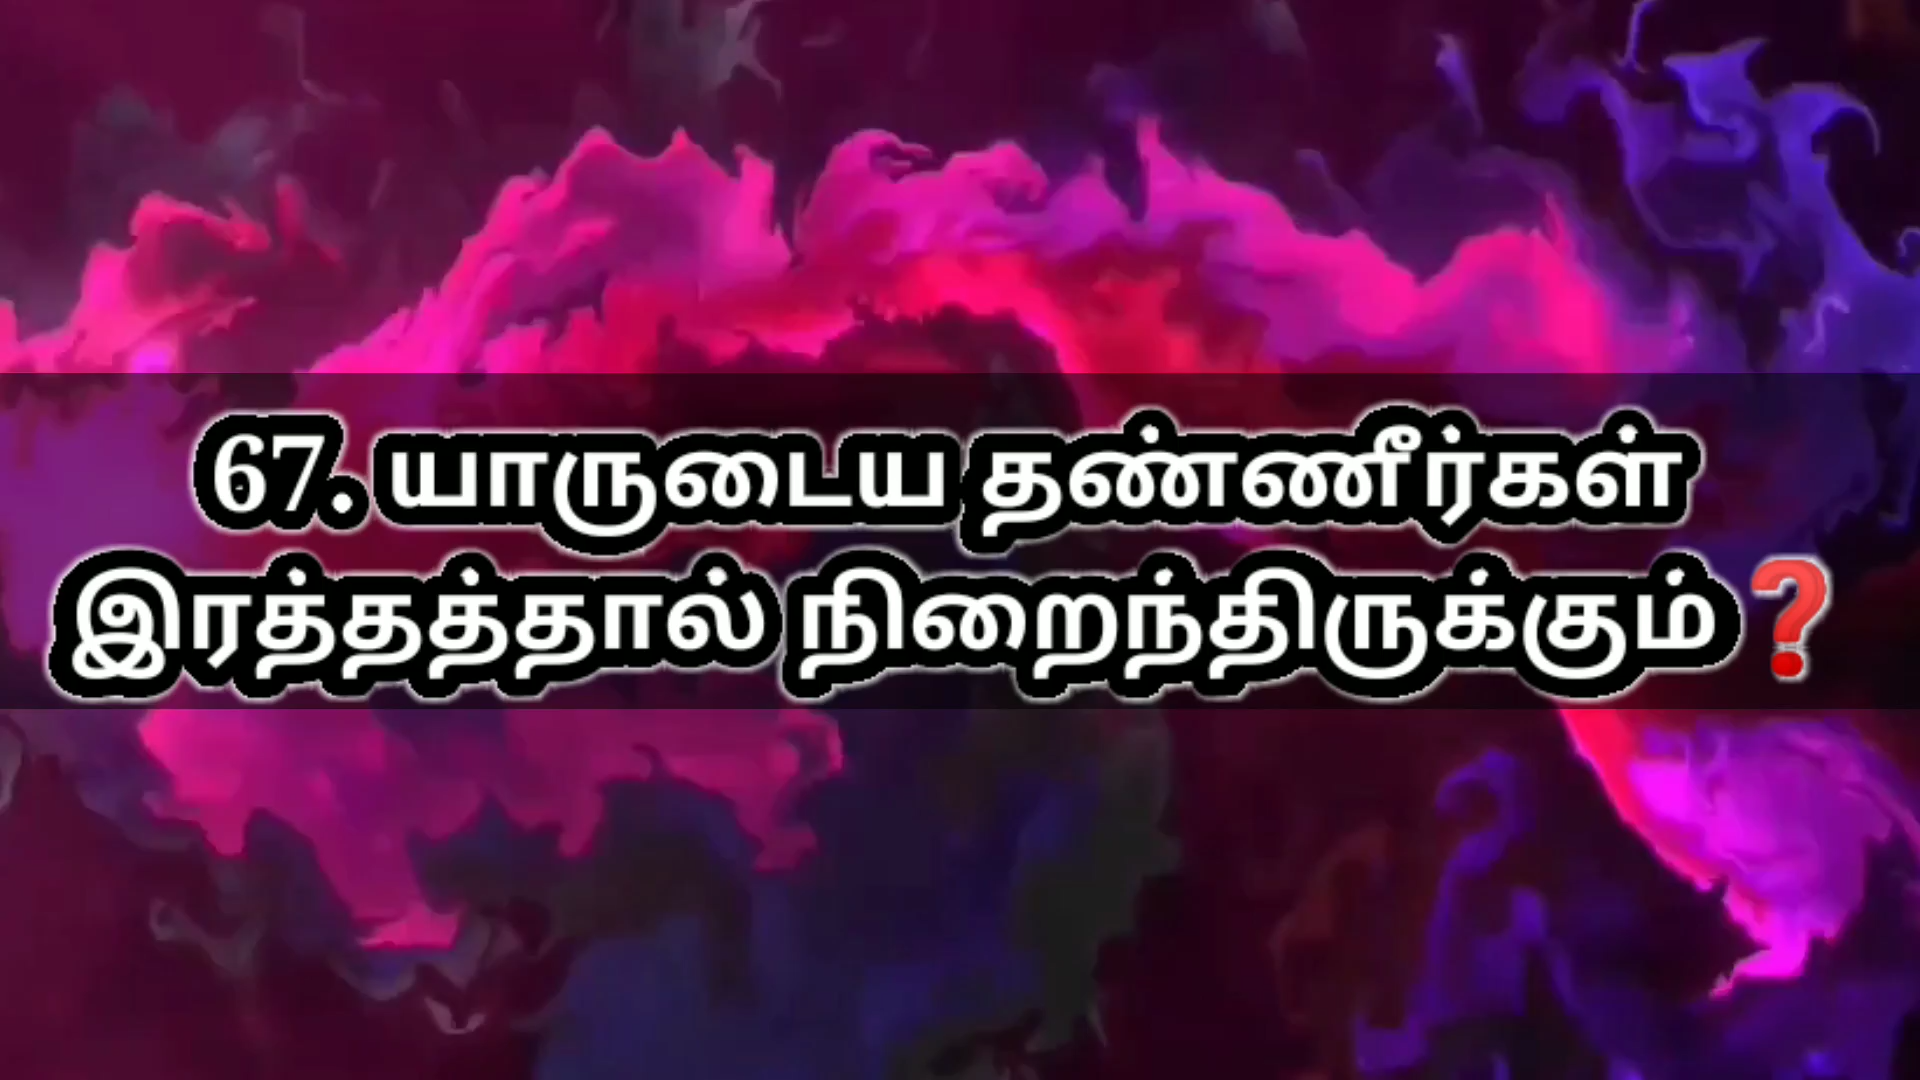 67. யாருடைய தண்ணீர்கள்
இரத்தத்தால் நிறைந்திருக்கும்❓